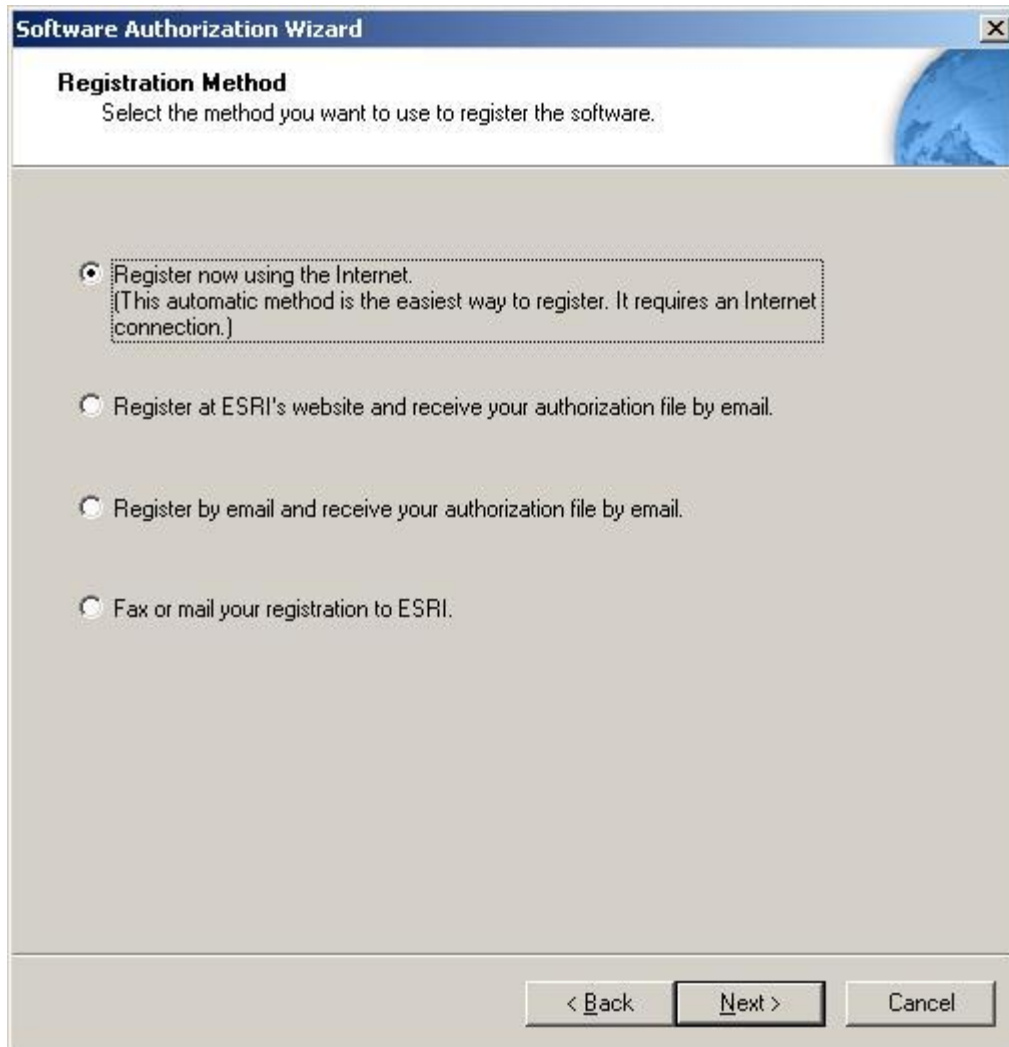 Software Authorization Wizard
Registration Method
Select the method you want to use to register the software.
Register now using the Internet.
(This automatic method is the easiest way to register. It requires an Internet
connection.)
Register at ESRI's website and receive your authorization file by email.
Register by email and receive your authorization file by email.
Fax or mail your registration to ESRI.
< Back Next > Cancel